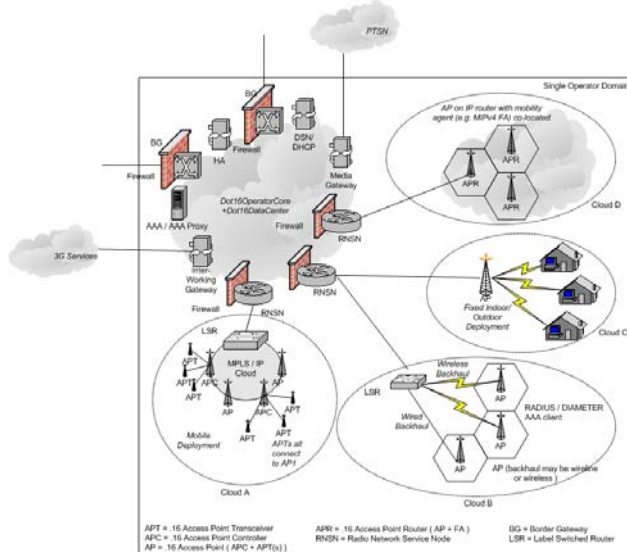 PTSN
Single Operator Domain
BG
BG
Firewall
HA
DSN/
DHCP
Firewall
Media
Gateway
Firewall
AAA / AAA Proxy
Dot16OperatorCore
+Dot16DataCenter
AP on IP router with mobility
agent (e.g. MIPv4 FA) co-located
APR
APR
APR
Cloud D
Firewall
RNSN
3G Services
Inter-
Working
Gateway
Firewall
RNSN
RNSN
Fixed Indoor/
Outdoor
Deployment
Cloud C
LSR
MPLS / IP
Cloud
APT
APT
APT
APC
AP
AP
APC
APT
APT
APT
Mobile
Deployment
APTs all
connect
to AP!
Cloud A
Wireless
Backhaul
LSR
Wired
Backhaul
AP
AP
AP
RADIUS / DIAMETER
AAA client
AP (backhaul may be wireline
or wireless )
Cloud B
APT = .16 Access Point Transceiver
APC = .16 Access Point Controller
AP = .16 Access Point ( APC + APT(s) )
APR = .16 Access Point Router ( AP + FA )
RNSN = Radio Network Service Node
BG = Border Gateway
LSR = Label Switched Router